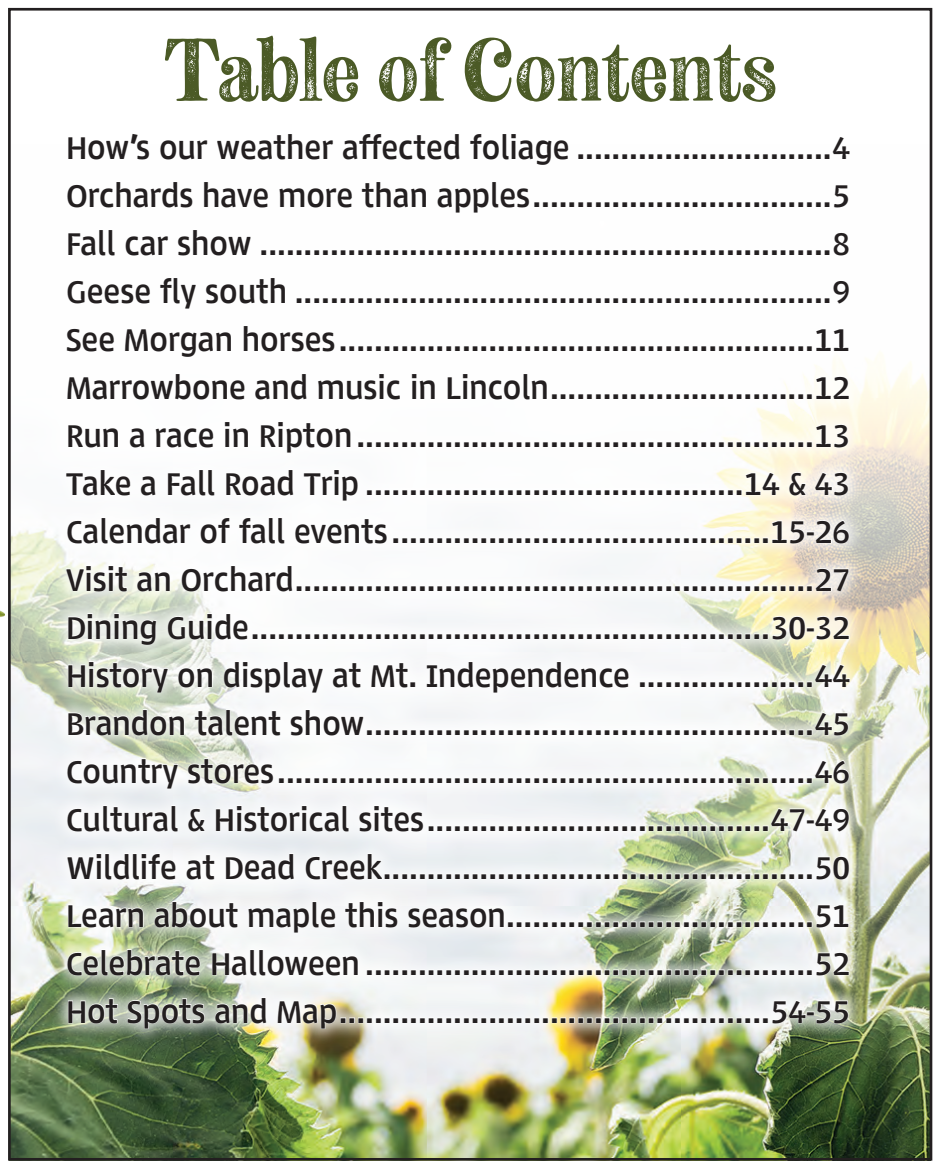 Table of Contents
How's our weather affected foliage .............................4
Orchards have more than apples....................................5
Fall car show ..................................................................8
Geese fly south ..............................................................9
See Morgan horses.......................................................11
Marrowbone and music in Lincoln..............................12
Run a race in Ripton .....................................................13
Take a Fall Road Trip ............................................14 & 43
Calendar of fall events............................................15-26
Visit an Orchard............................................................27
Dining Guide............................................................30-32
History on display at Mt. Independence ....................44
Brandon talent show....................................................45
Country stores..............................................................46
Cultural & Historical sites........................................47-49
Wildlife at Dead Creek..................................................50
Learn about maple this season....................................51
Celebrate Halloween ....................................................52
Hot Spots and Map..................................................54-55